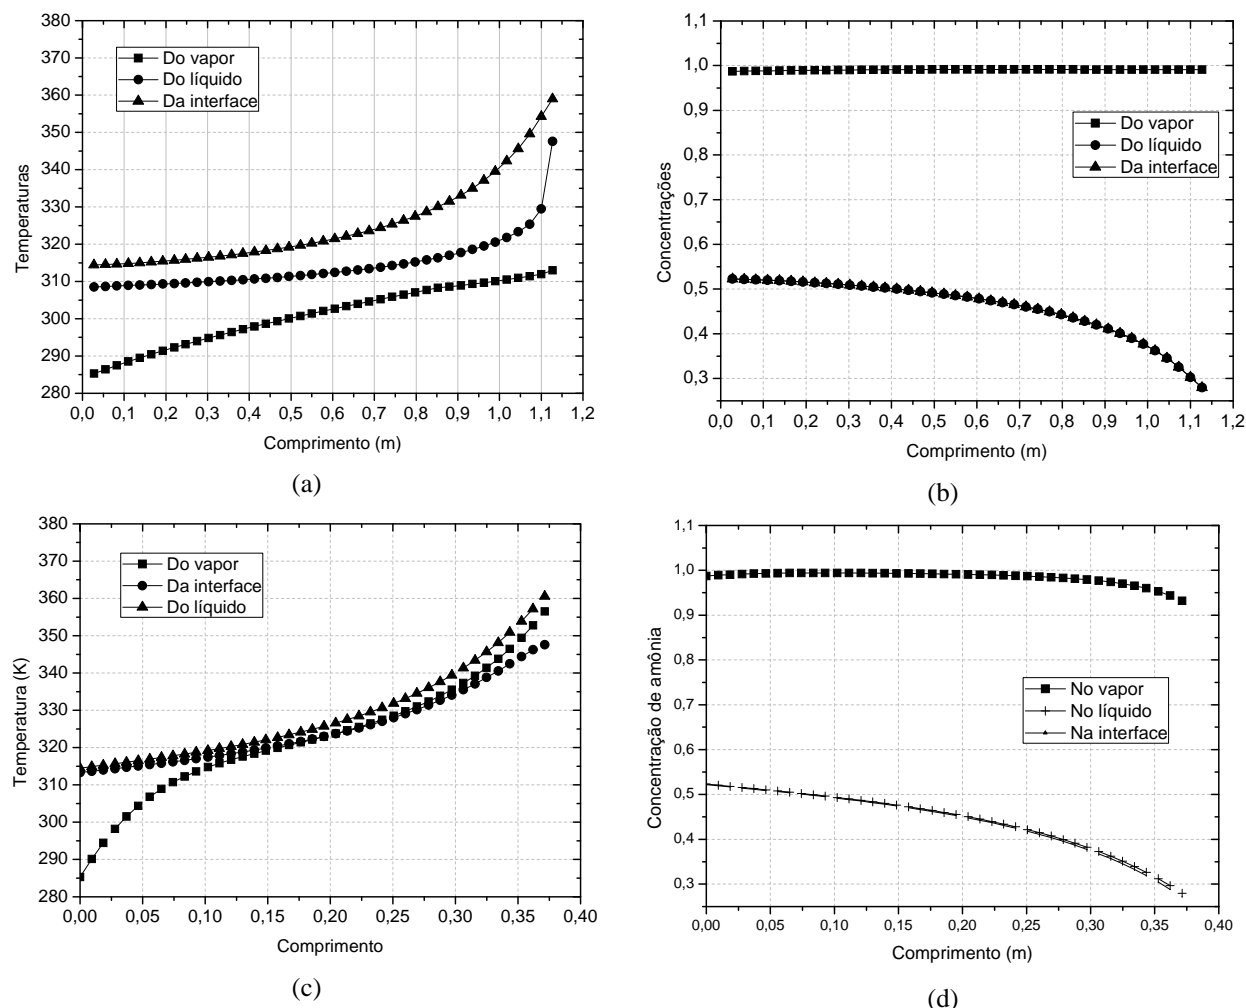 380
370
360
350
340
330
320
310
300
290
280
Temperaturas
Do vapor
Do líquido
Da interface
0,0 0,1 0,2 0,3 0,4 0,5 0,6 0,7 0,8 0,9 1,0 1,1 1,2
Comprimento (m)
(a)
1,1
1,0
0,9
0,8
0,7
0,6
0,5
0,4
0,3
Concentrações
Do vapor
Do líquido
Da interface
0,0 0,1 0,2 0,3 0,4 0,5 0,6 0,7 0,8 0,9 1,0 1,1 1,2
Comprimento (m)
(b)
380
370
360
350
340
330
320
310
300
290
280
Temperatura (K)
Do vapor
Da interface
Do líquido
0,00 0,05 0,10 0,15 0,20 0,25 0,30 0,35 0,40
Comprimento
(c)
1,1
1,0
0,9
0,8
0,7
0,6
0,5
0,4
0,3
Concentração de amônia
No vapor
No líquido
Na interface
0,00 0,05 0,10 0,15 0,20 0,25 0,30 0,35 0,40
Comprimento (m)
(d)